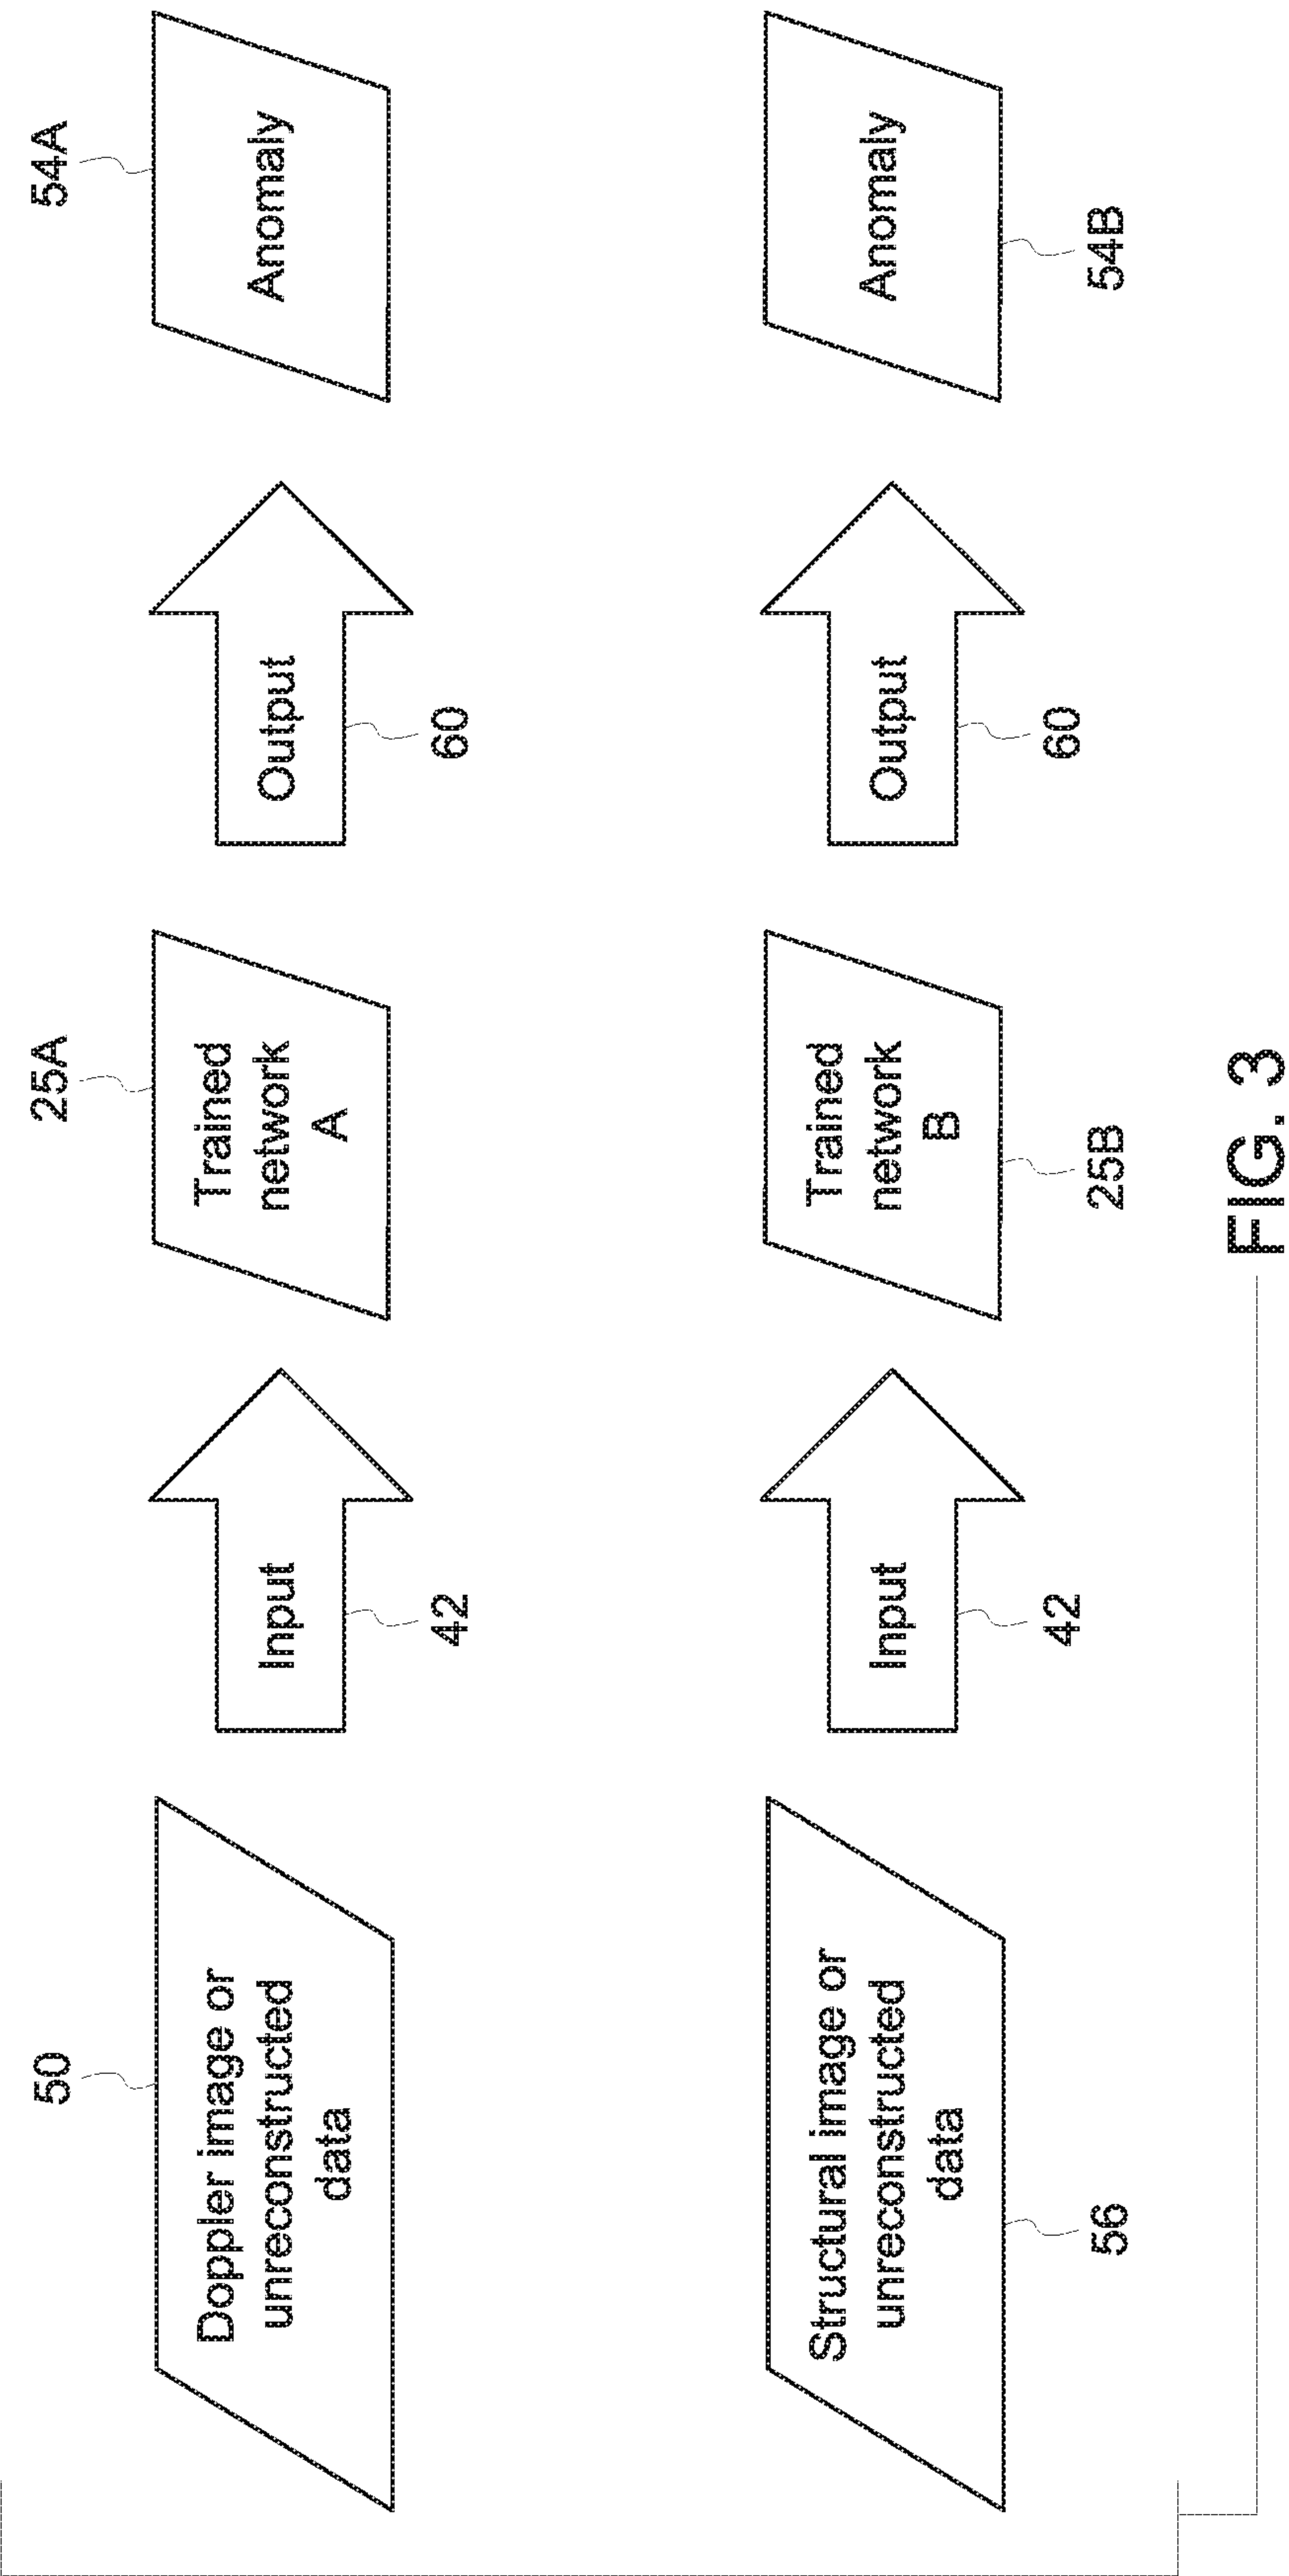 50
25A
54A
Doppler image or
unreconstructed
data
Input
42
Trained
network
A
Output
60
Anomaly
Structural image or
unreconstructed
data
56
Input
42
Trained
network
B
25B
Output
60
Anomaly
54B
FIG. 3